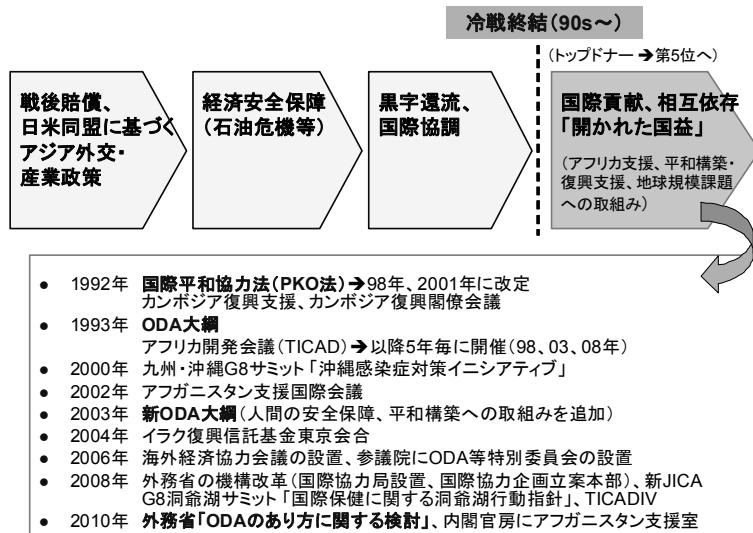 冷戦終結(90s～)
(トップドナー ➔第5位へ)
戦後賠償、
日米同盟に基づく
アジア外交・
産業政策
経済安全保障
(石油危機等)
黒字還流、
国際協調
国際貢献、相互依存
「開かれた国益」
(アフリカ支援、平和構築・
復興支援、地球規模課題
への取組み)
● 1992年 国際平和協力法(PKO法)➔98年、2001年に改定
カンボジア復興支援、カンボジア復興閣僚会議
● 1993年 ODA大綱
アフリカ開発会議(TICAD)➔以降5年毎に開催(98、03、08年)
● 2000年 九州・沖縄G8サミット「沖縄感染症対策イニシアティブ」
● 2002年 アフガニスタン支援国際会議
● 2003年 新ODA大綱(人間の安全保障、平和構築への取組みを追加)
● 2004年 イラク復興信託基金東京会合
● 2006年 海外経済協力会議の設置、参議院にODA等特別委員会の設置
● 2008年 外務省の機構改革(国際協力局設置、国際協力企画立案本部)、新JICA
G8洞爺湖サミット「国際保健に関する洞爺湖行動指針」、TICADIV
● 2010年 外務省「ODAのあり方に関する検討」、内閣官房にアフガニスタン支援室